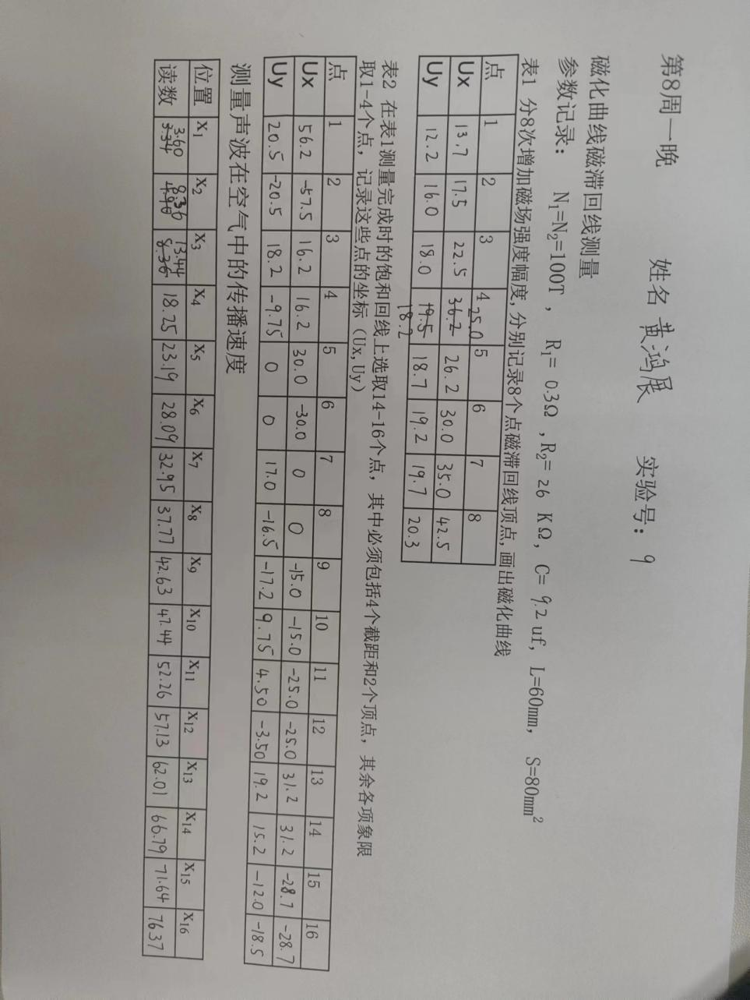 第8周一晚 姓名 黄鸿展 实验号: 9
磁化曲线磁滞回线测量
参数记录: N₁=N₂=100T , R₁= 0.3Ω , R₂= 26 KΩ, C= 9.2 uf, L=60mm, S=80mm²
表1 分8次增加磁场强度幅度, 分别记录8个点磁滞回线顶点, 画出磁化曲线
点 1 2 3 4 5 6 7 8
Ux 13.7 17.5 22.5 36.2 25.0 26.2 30.0 35.0 42.5
Uy 12.2 16.0 18.0 19.5 18.2 18.7 19.2 19.7 20.3
表2 在表1测量完成时的饱和回线上选取14-16个点, 其中必须包括4个截距和2个顶点, 其余各项象限
取1-4个点, 记录这些点的坐标 (Ux,Uy)
点 1 2 3 4 5 6 7 8 9 10 11 12 13 14 15 16
Ux 56.2 -57.5 16.2 16.2 30.0 -30.0 0 0 -15.0 -15.0 -25.0 -25.0 31.2 31.2 -28.7 -28.7
Uy 20.5 -20.5 18.2 -9.75 0 0 17.0 -16.5 -17.2 9.75 4.50 -3.50 19.2 15.2 -12.0 -18.5
测量声波在空气中的传播速度
位置 X₁ X₂ X₃ X₄ X₅ X₆ X₇ X₈ X₉ X₁₀ X₁₁ X₁₂ X₁₃ X₁₄ X₁₅ X₁₆
读数 3.60 8.36 13.44 8.36 18.25 23.19 28.09 32.95 37.77 42.63 47.44 52.26 57.13 62.01 66.79 71.64 76.37